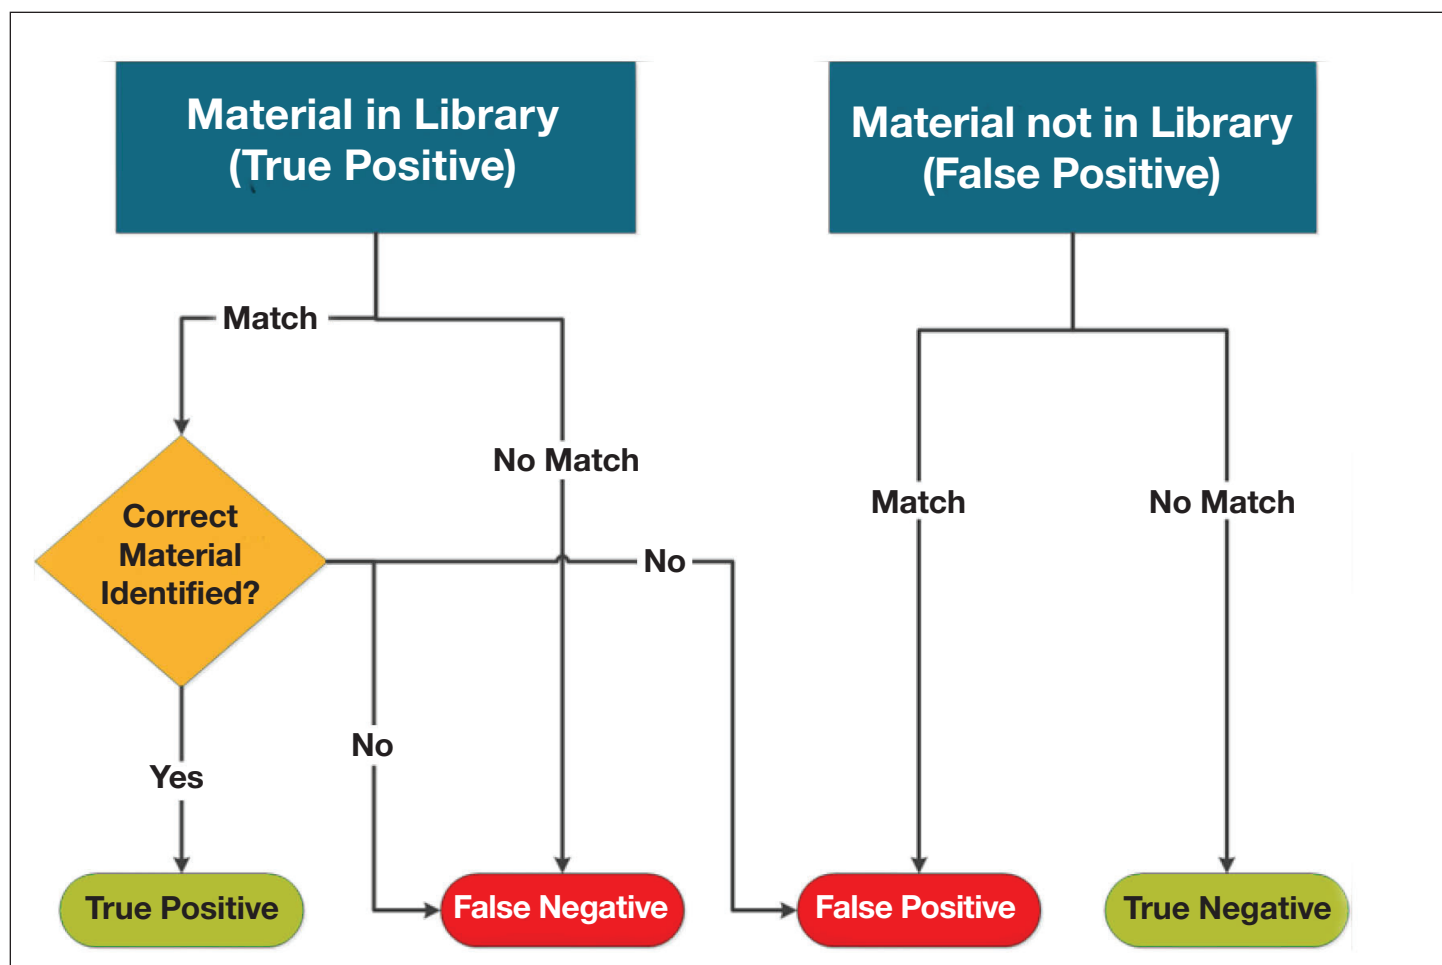 Material in Library
(True Positive)
Material not in Library
(False Positive)
Match
No Match
Match
No Match
Correct
Material
Identified?
No
No
Yes
True Positive
False Negative
False Positive
True Negative